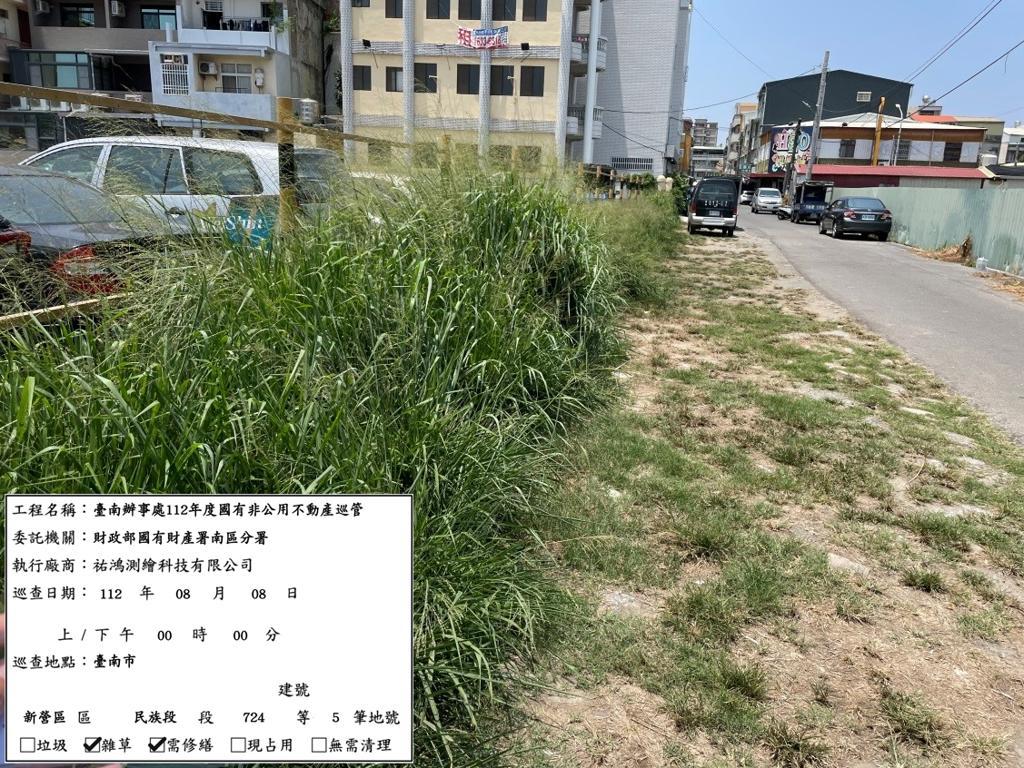 租
工程名稱：臺南辦事處112年度國有非公用不動產巡管
委託機關：財政部國有財產署南區分署
執行廠商：祐鴻測繪科技有限公司
巡查日期： 112 年 08 月 08 日
上 / 下 午 00 時 00 分
巡查地點：臺南市
建號
新營區 區 民族段 段 724 等 5 筆地號
☐垃圾 ☑雜草 ☑需修繕 ☐現占用 ☐無需清理